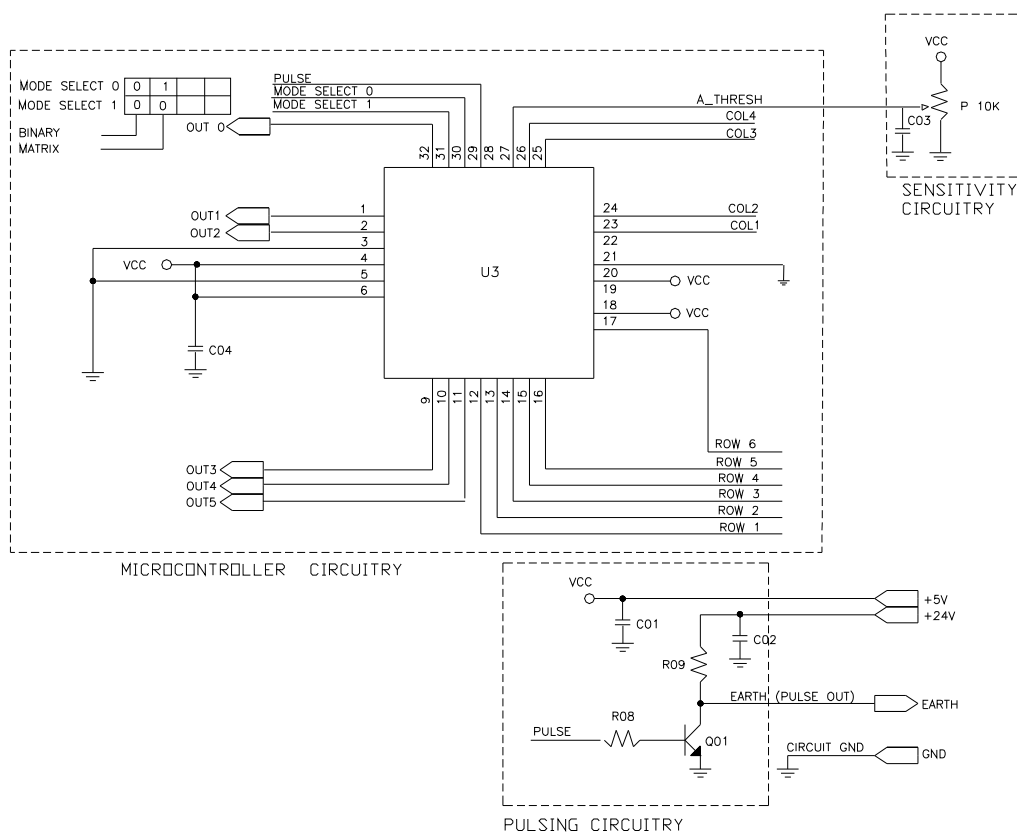 VCC
P 10K
C03
SENSITIVITY
CIRCUITRY
MODE SELECT 0 0 1
MODE SELECT 1 0 0
BINARY
MATRIX
PULSE
MODE SELECT 0
MODE SELECT 1
OUT 0
A_THRESH
COL4
COL3
32 31 30 29 28 27 26 25
OUT1 1
OUT2 2
3
VCC 4
5
6
C04
U3
24 COL2
23 COL1
22
21
20 VCC
19
18 VCC
17
9 10 11 12 13 14 15 16
OUT3
OUT4
OUT5
ROW 6
ROW 5
ROW 4
ROW 3
ROW 2
ROW 1
MICROCONTROLLER CIRCUITRY
VCC
+5V
+24V
C01
C02
R09
EARTH (PULSE OUT) EARTH
PULSE
R08
Q01
CIRCUIT GND GND
PULSING CIRCUITRY